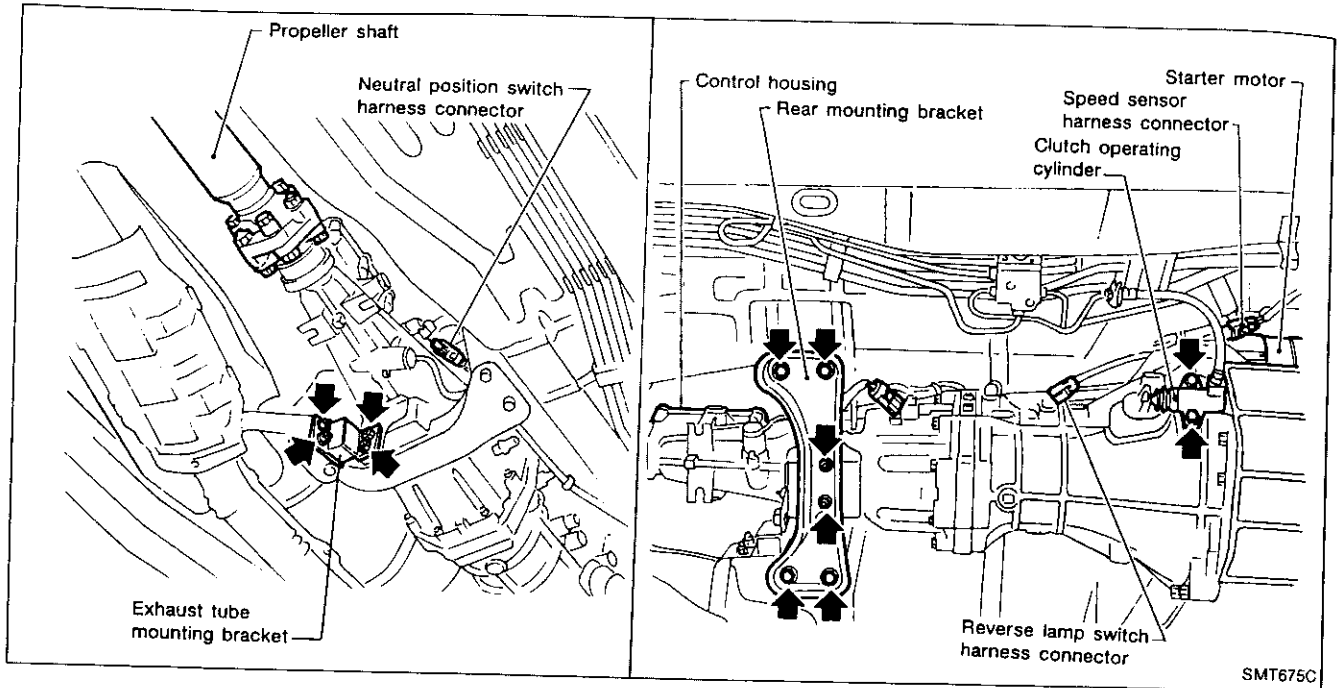 Propeller shaft
Neutral position switch
harness connector
Exhaust tube
mounting bracket
Control housing
Rear mounting bracket
Starter motor
Speed sensor
harness connector
Clutch operating
cylinder
Reverse lamp switch
harness connector
SMT675C